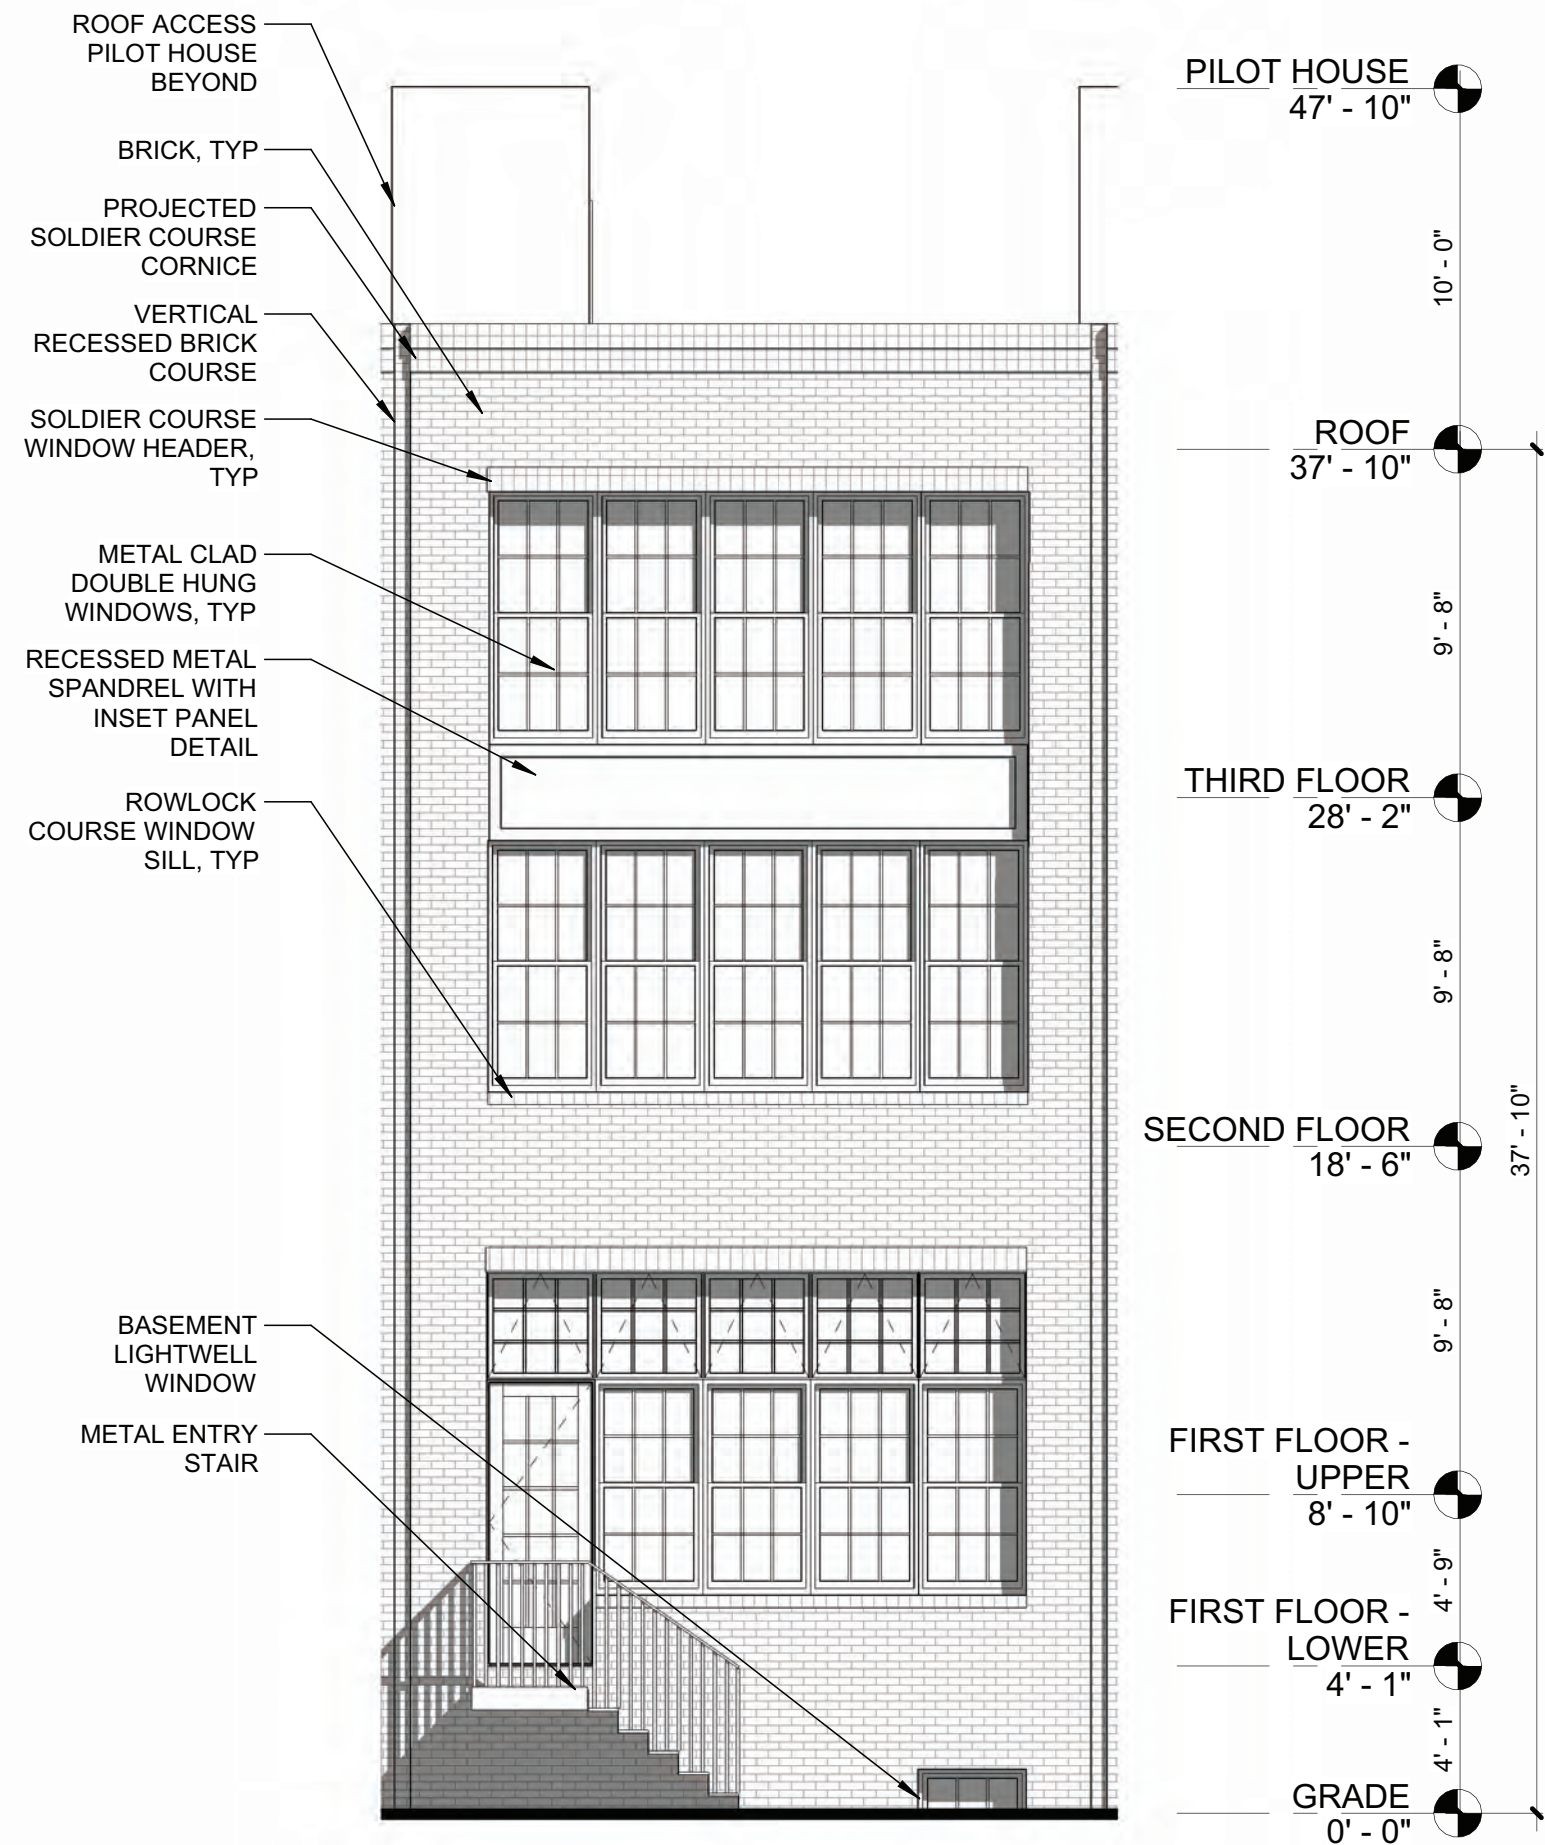 ROOF ACCESS
PILOT HOUSE
BEYOND
BRICK, TYP
PROJECTED
SOLDIER COURSE
CORNICE
VERTICAL
RECESSED BRICK
COURSE
SOLDIER COURSE
WINDOW HEADER,
TYP
METAL CLAD
DOUBLE HUNG
WINDOWS, TYP
RECESSED METAL
SPANDREL WITH
INSET PANEL
DETAIL
ROWLOCK
COURSE WINDOW
SILL, TYP
BASEMENT
LIGHTWELL
WINDOW
METAL ENTRY
STAIR
PILOT HOUSE
47' - 10"
10' - 0"
ROOF
37' - 10"
9' - 8"
THIRD FLOOR
28' - 2"
9' - 8"
SECOND FLOOR
18' - 6"
37' - 10"
9' - 8"
FIRST FLOOR -
UPPER
8' - 10"
4' - 9"
FIRST FLOOR -
LOWER
4' - 1"
4' - 1"
GRADE
0' - 0"